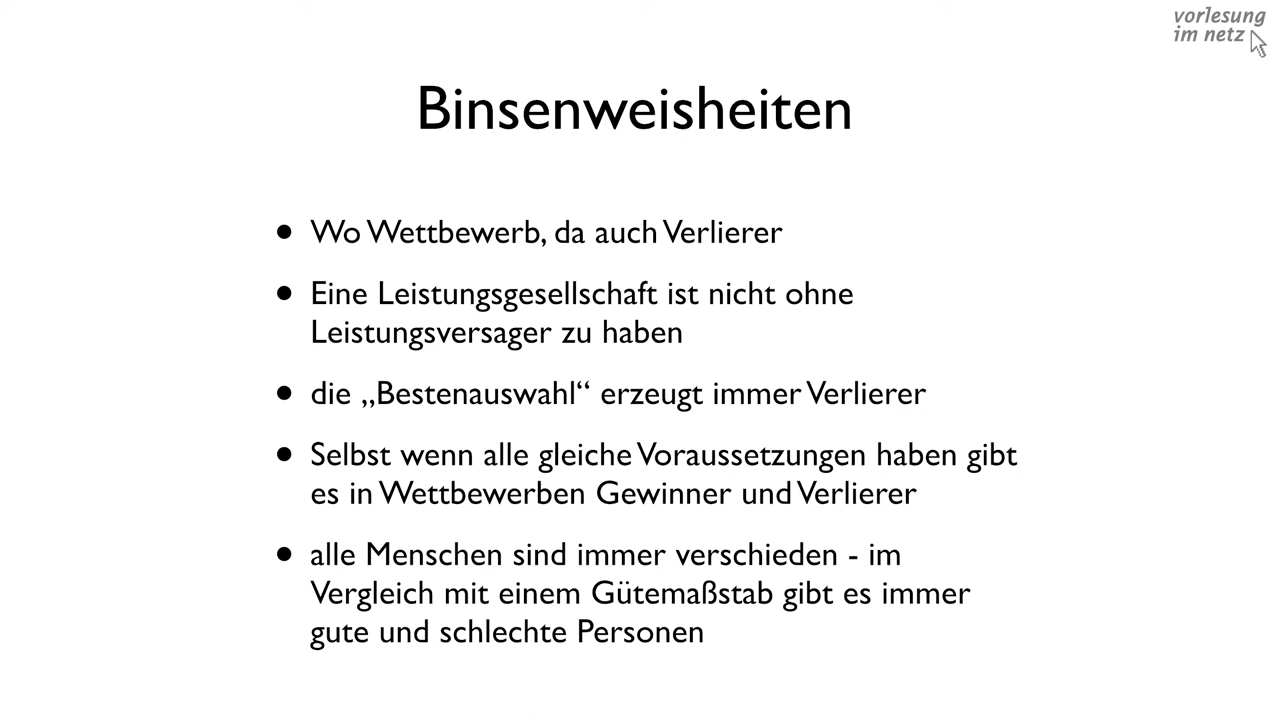 vorlesung
im netz
Binsenweisheiten
• Wo Wettbewerb, da auch Verlierer
• Eine Leistungsgesellschaft ist nicht ohne
Leistungsversager zu haben
• die „Bestenauswahl“ erzeugt immer Verlierer
• Selbst wenn alle gleiche Voraussetzungen haben gibt
es in Wettbewerben Gewinner und Verlierer
• alle Menschen sind immer verschieden - im
Vergleich mit einem Gütemaßstab gibt es immer
gute und schlechte Personen